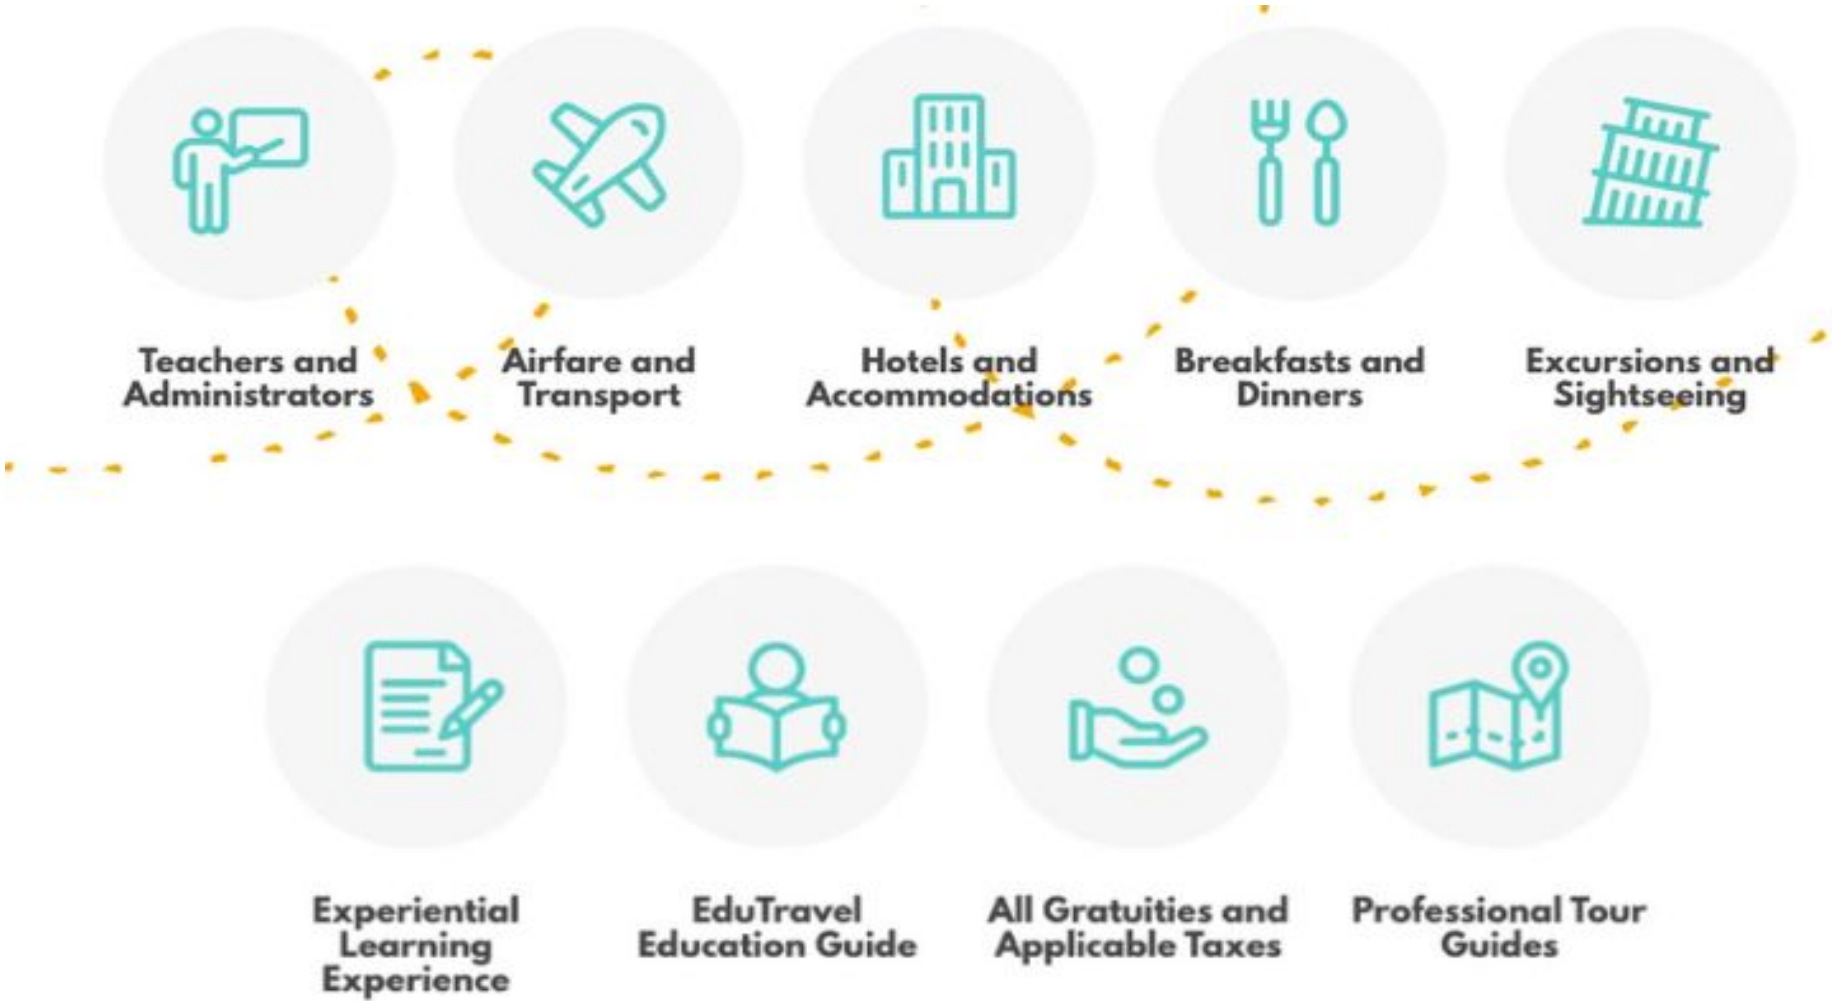 Teachers and
Administrators
Airfare and
Transport
Hotels and
Accommodations
Breakfasts and
Dinners
Excursions and
Sightseeing
Experiential
Learning
Experience
EduTravel
Education Guide
All Gratuities and
Applicable Taxes
Professional Tour
Guides